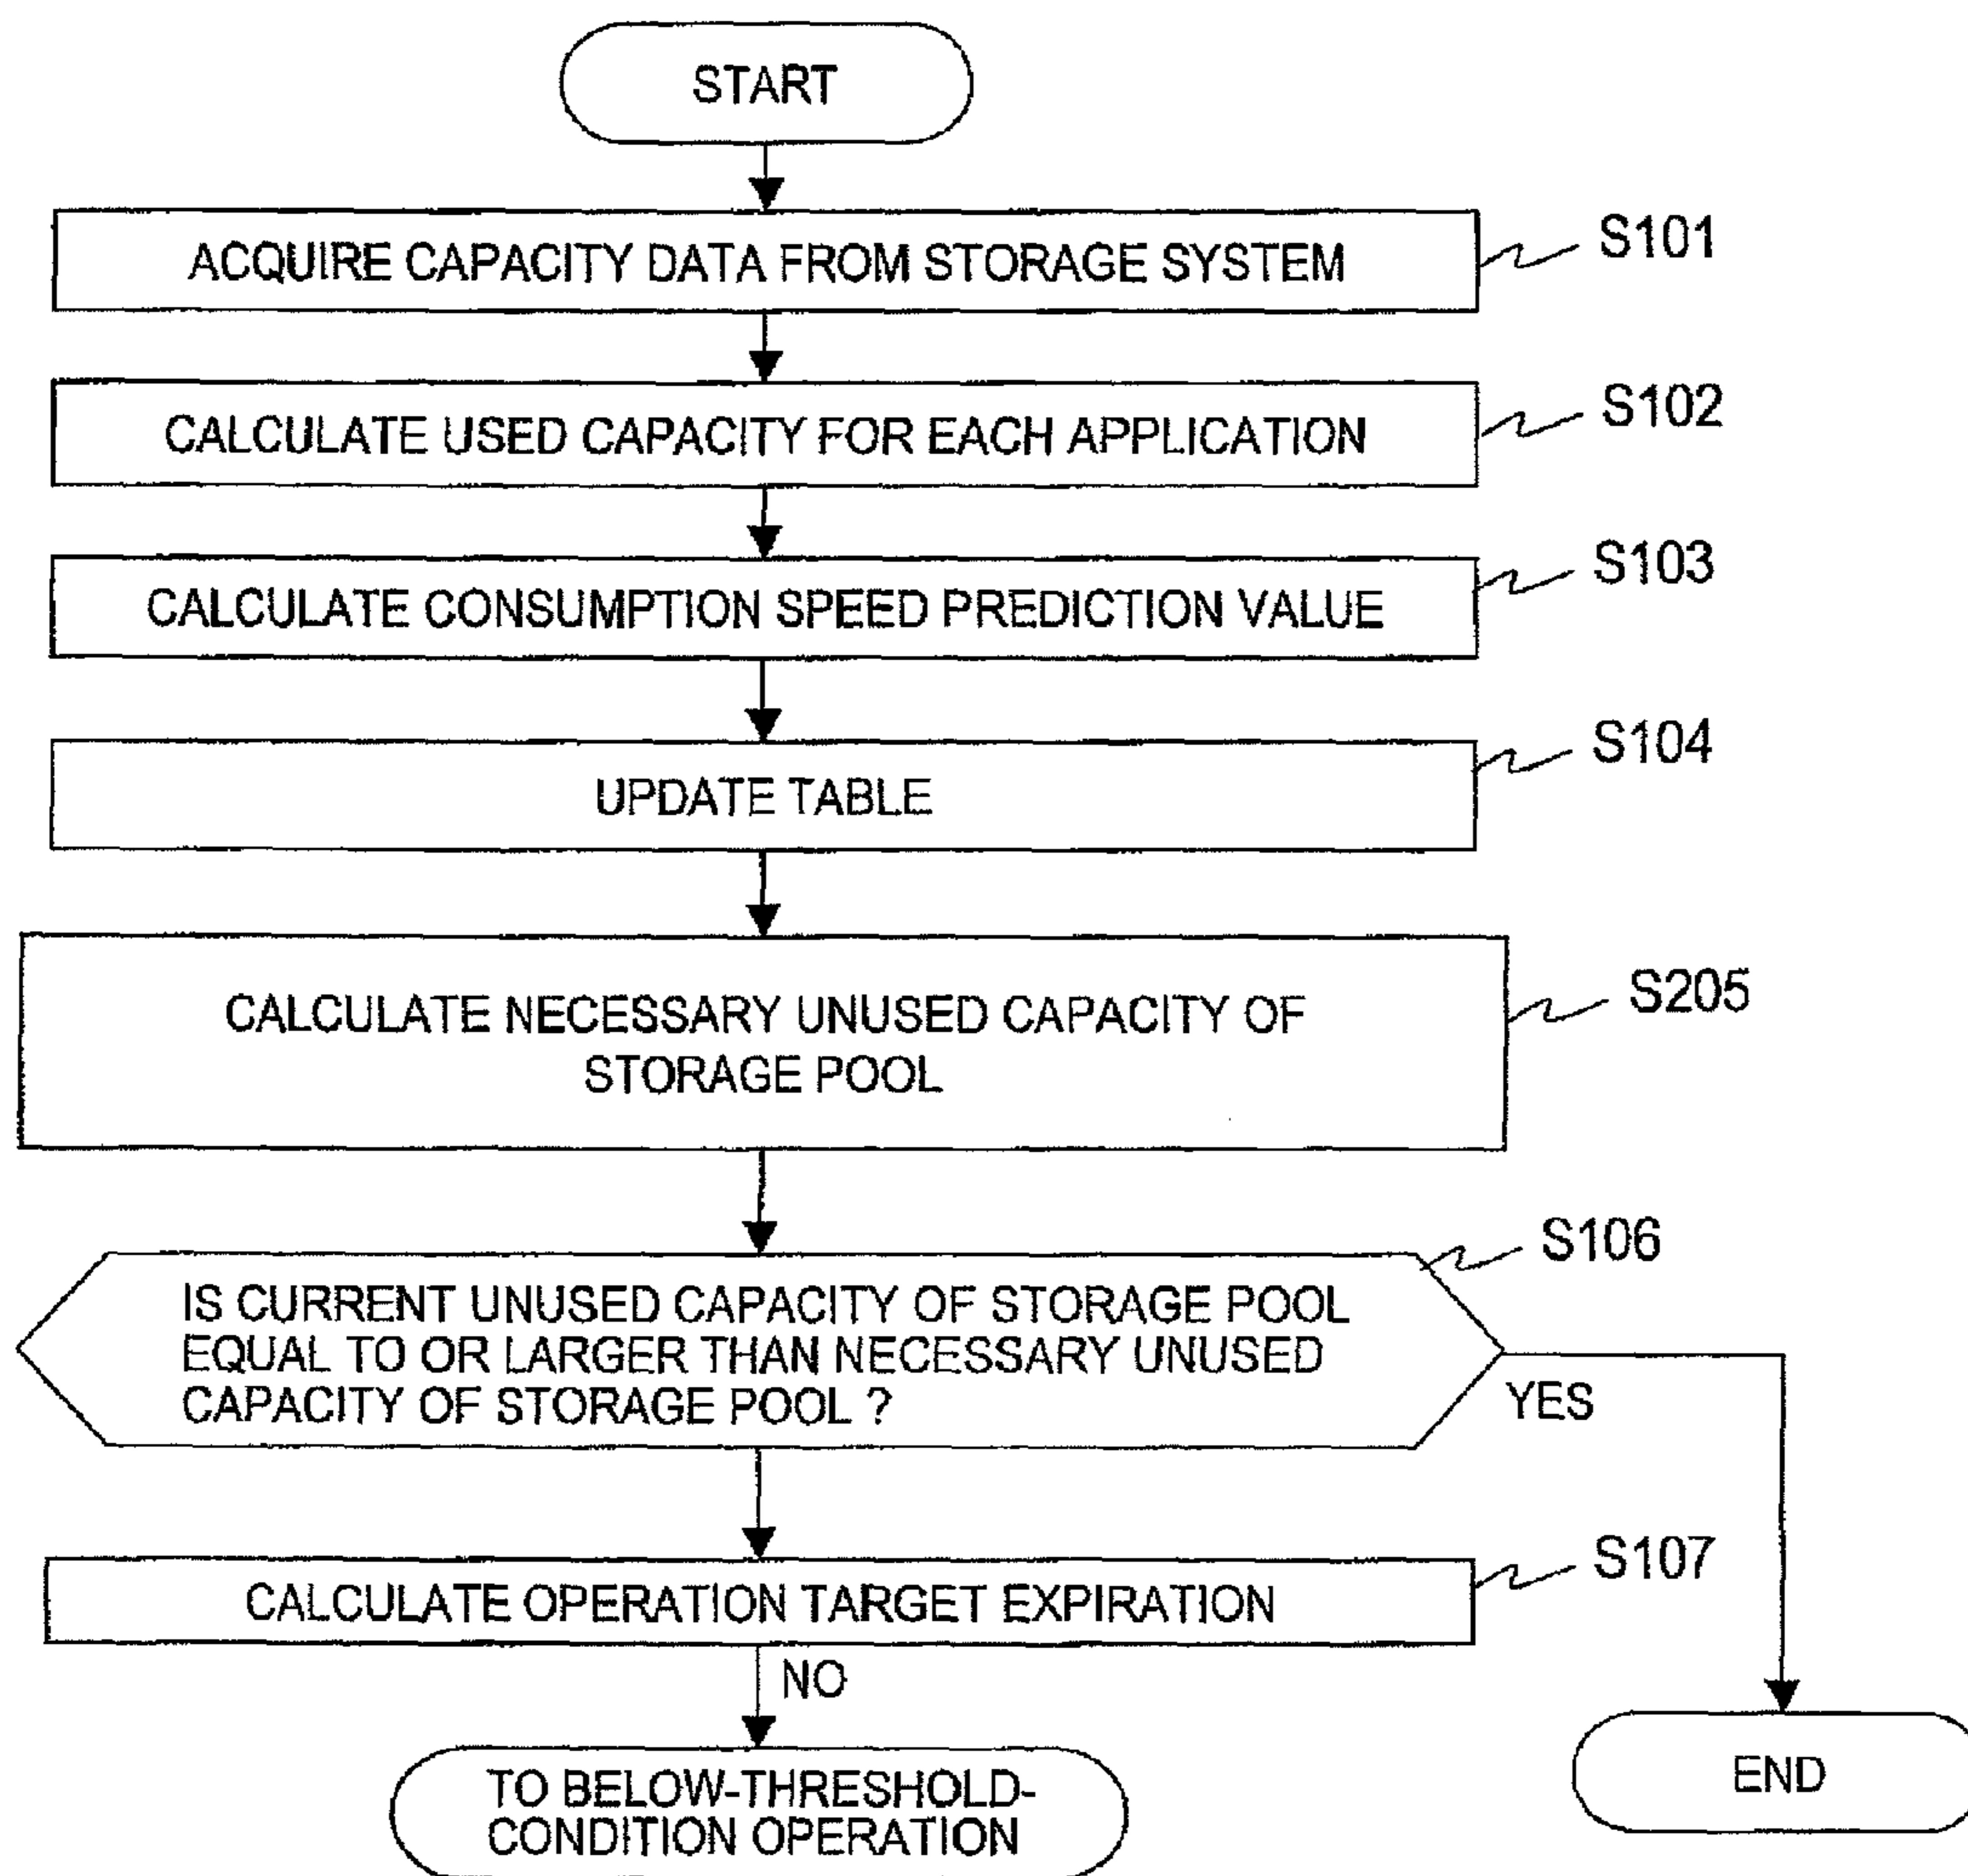 START
ACQUIRE CAPACITY DATA FROM STORAGE SYSTEM
S101
CALCULATE USED CAPACITY FOR EACH APPLICATION
S102
CALCULATE CONSUMPTION SPEED PREDICTION VALUE
S103
UPDATE TABLE
S104
CALCULATE NECESSARY UNUSED CAPACITY OF
STORAGE POOL
S205
IS CURRENT UNUSED CAPACITY OF STORAGE POOL
EQUAL TO OR LARGER THAN NECESSARY UNUSED
CAPACITY OF STORAGE POOL ?
S106
YES
CALCULATE OPERATION TARGET EXPIRATION
S107
NO
TO BELOW-THRESHOLD-
CONDITION OPERATION
END